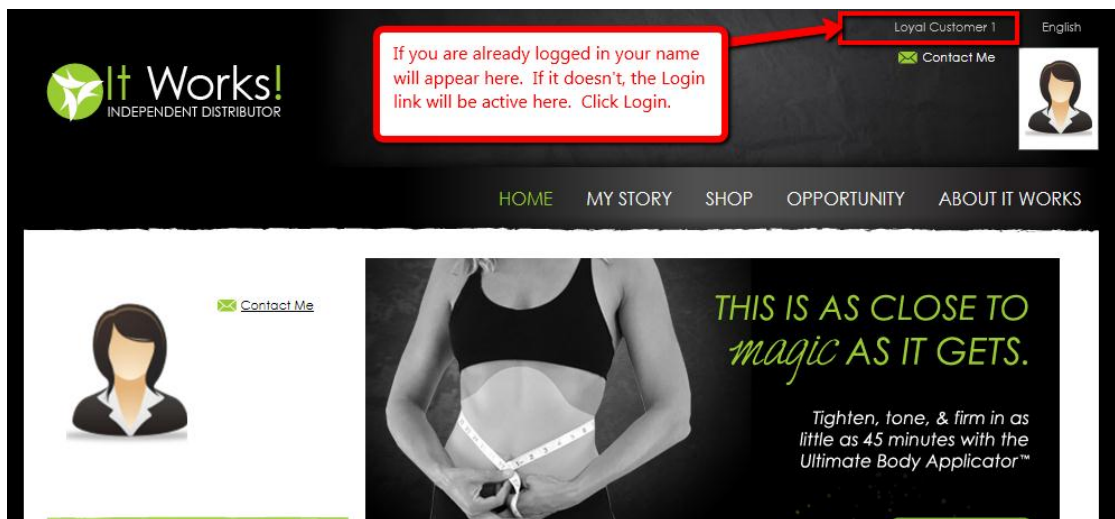 Loyal Customer 1 English
If you are already logged in your name
will appear here. If it doesn't, the Login
link will be active here. Click Login.
Contact Me
It Works!
INDEPENDENT DISTRIBUTOR
HOME MY STORY SHOP OPPORTUNITY ABOUT IT WORKS
Contact Me
THIS IS AS CLOSE TO
magic AS IT GETS.
Tighten, tone, & firm in as
little as 45 minutes with the
Ultimate Body Applicator™